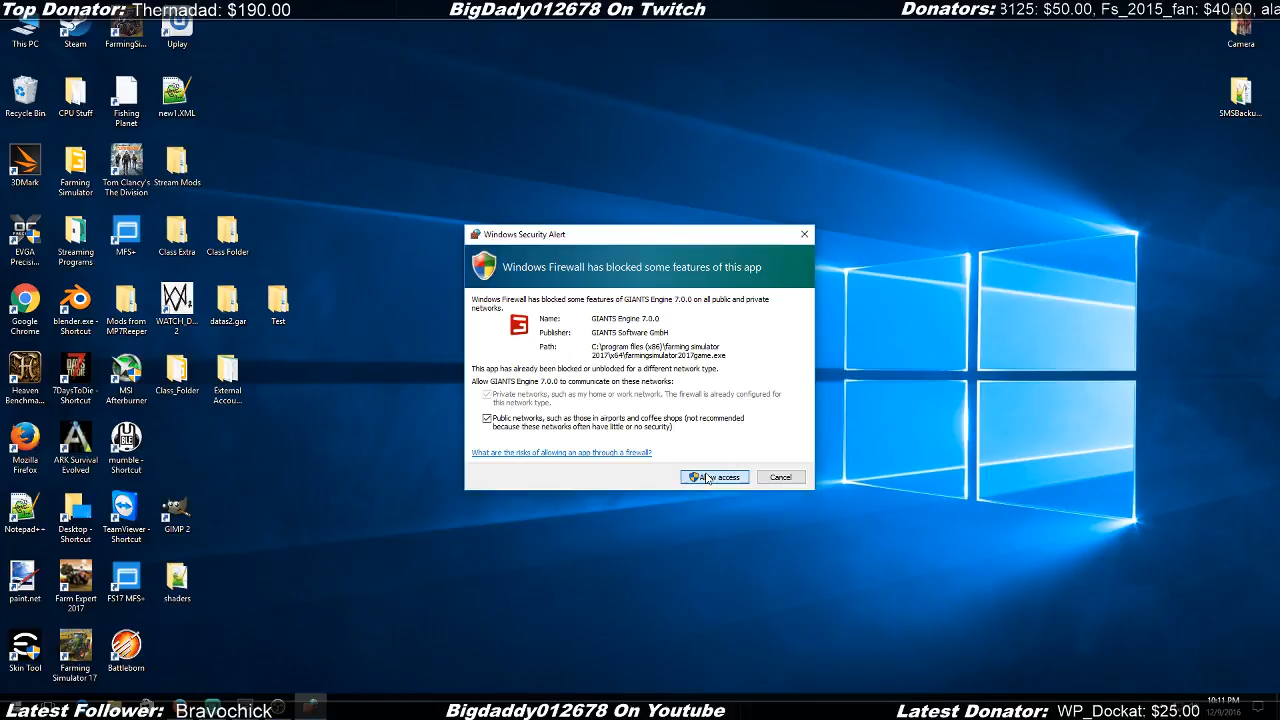 Top Donator: Thernadad: $190.00
BigDady012678 On Twitch
Donators: 3125: $50.00, Fs_2015_fan: $40.00, ala
This PC
Steam
FarmingSi...
Uplay
Camera
Recycle Bin
CPU Stuff
Fishing
Planet
new1.XML
SMSBacku...
3DMark
Farming
Simulator
Tom Clancy's
The Division
Stream Mods
EVGA
Precisi...
Streaming
Programs
MFS+
Class Extra
Class Folder
Google
Chrome
blender.exe -
Shortcut
Mods from
MP7Reeper
WATCH_D...
2
datas2.gar
Test
Heaven
Benchma...
7DaysToDie -
Shortcut
MSI
Afterburner
Class_Folder
External
Accou...
Mozilla
Firefox
ARK Survival
Evolved
mumble -
Shortcut
Notepad++
Desktop -
Shortcut
TeamViewer -
Shortcut
GIMP 2
paint.net
Farm Expert
2017
FS17 MFS+
shaders
Skin Tool
Farming
Simulator 17
Battleborn
Windows Security Alert
Windows Firewall has blocked some features of this app
Windows Firewall has blocked some features of GIANTS Engine 7.0.0 on all public and private
networks.
Name: GIANTS Engine 7.0.0
Publisher: GIANTS Software GmbH
Path: C:\program files (x86)\farming simulator
2017\x64\farmingsimulator2017game.exe
This app has already been blocked or unblocked for a different network type.
Allow GIANTS Engine 7.0.0 to communicate on these networks:
Private networks, such as my home or work network. The firewall is already configured for
this network type.
Public networks, such as those in airports and coffee shops (not recommended
because these networks often have little or no security)
What are the risks of allowing an app through a firewall?
Allow access
Cancel
10:11 PM
12/9/2016
Latest Follower: Bravochick
Bigdaddy012678 On Youtube
Latest Donator: WP_Dockat: $25.00